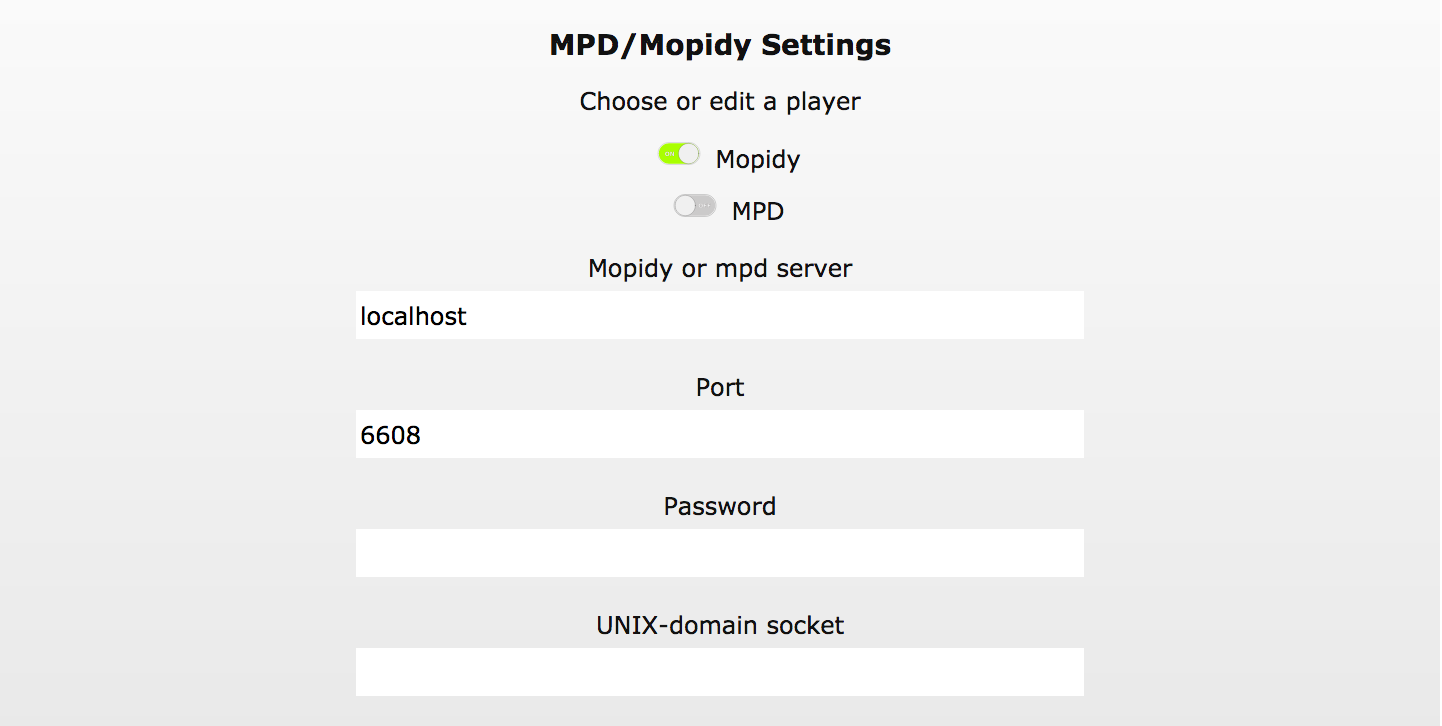 MPD/Mopidy Settings
Choose or edit a player
Mopidy
MPD
Mopidy or mpd server
localhost
Port
6608
Password
UNIX-domain socket